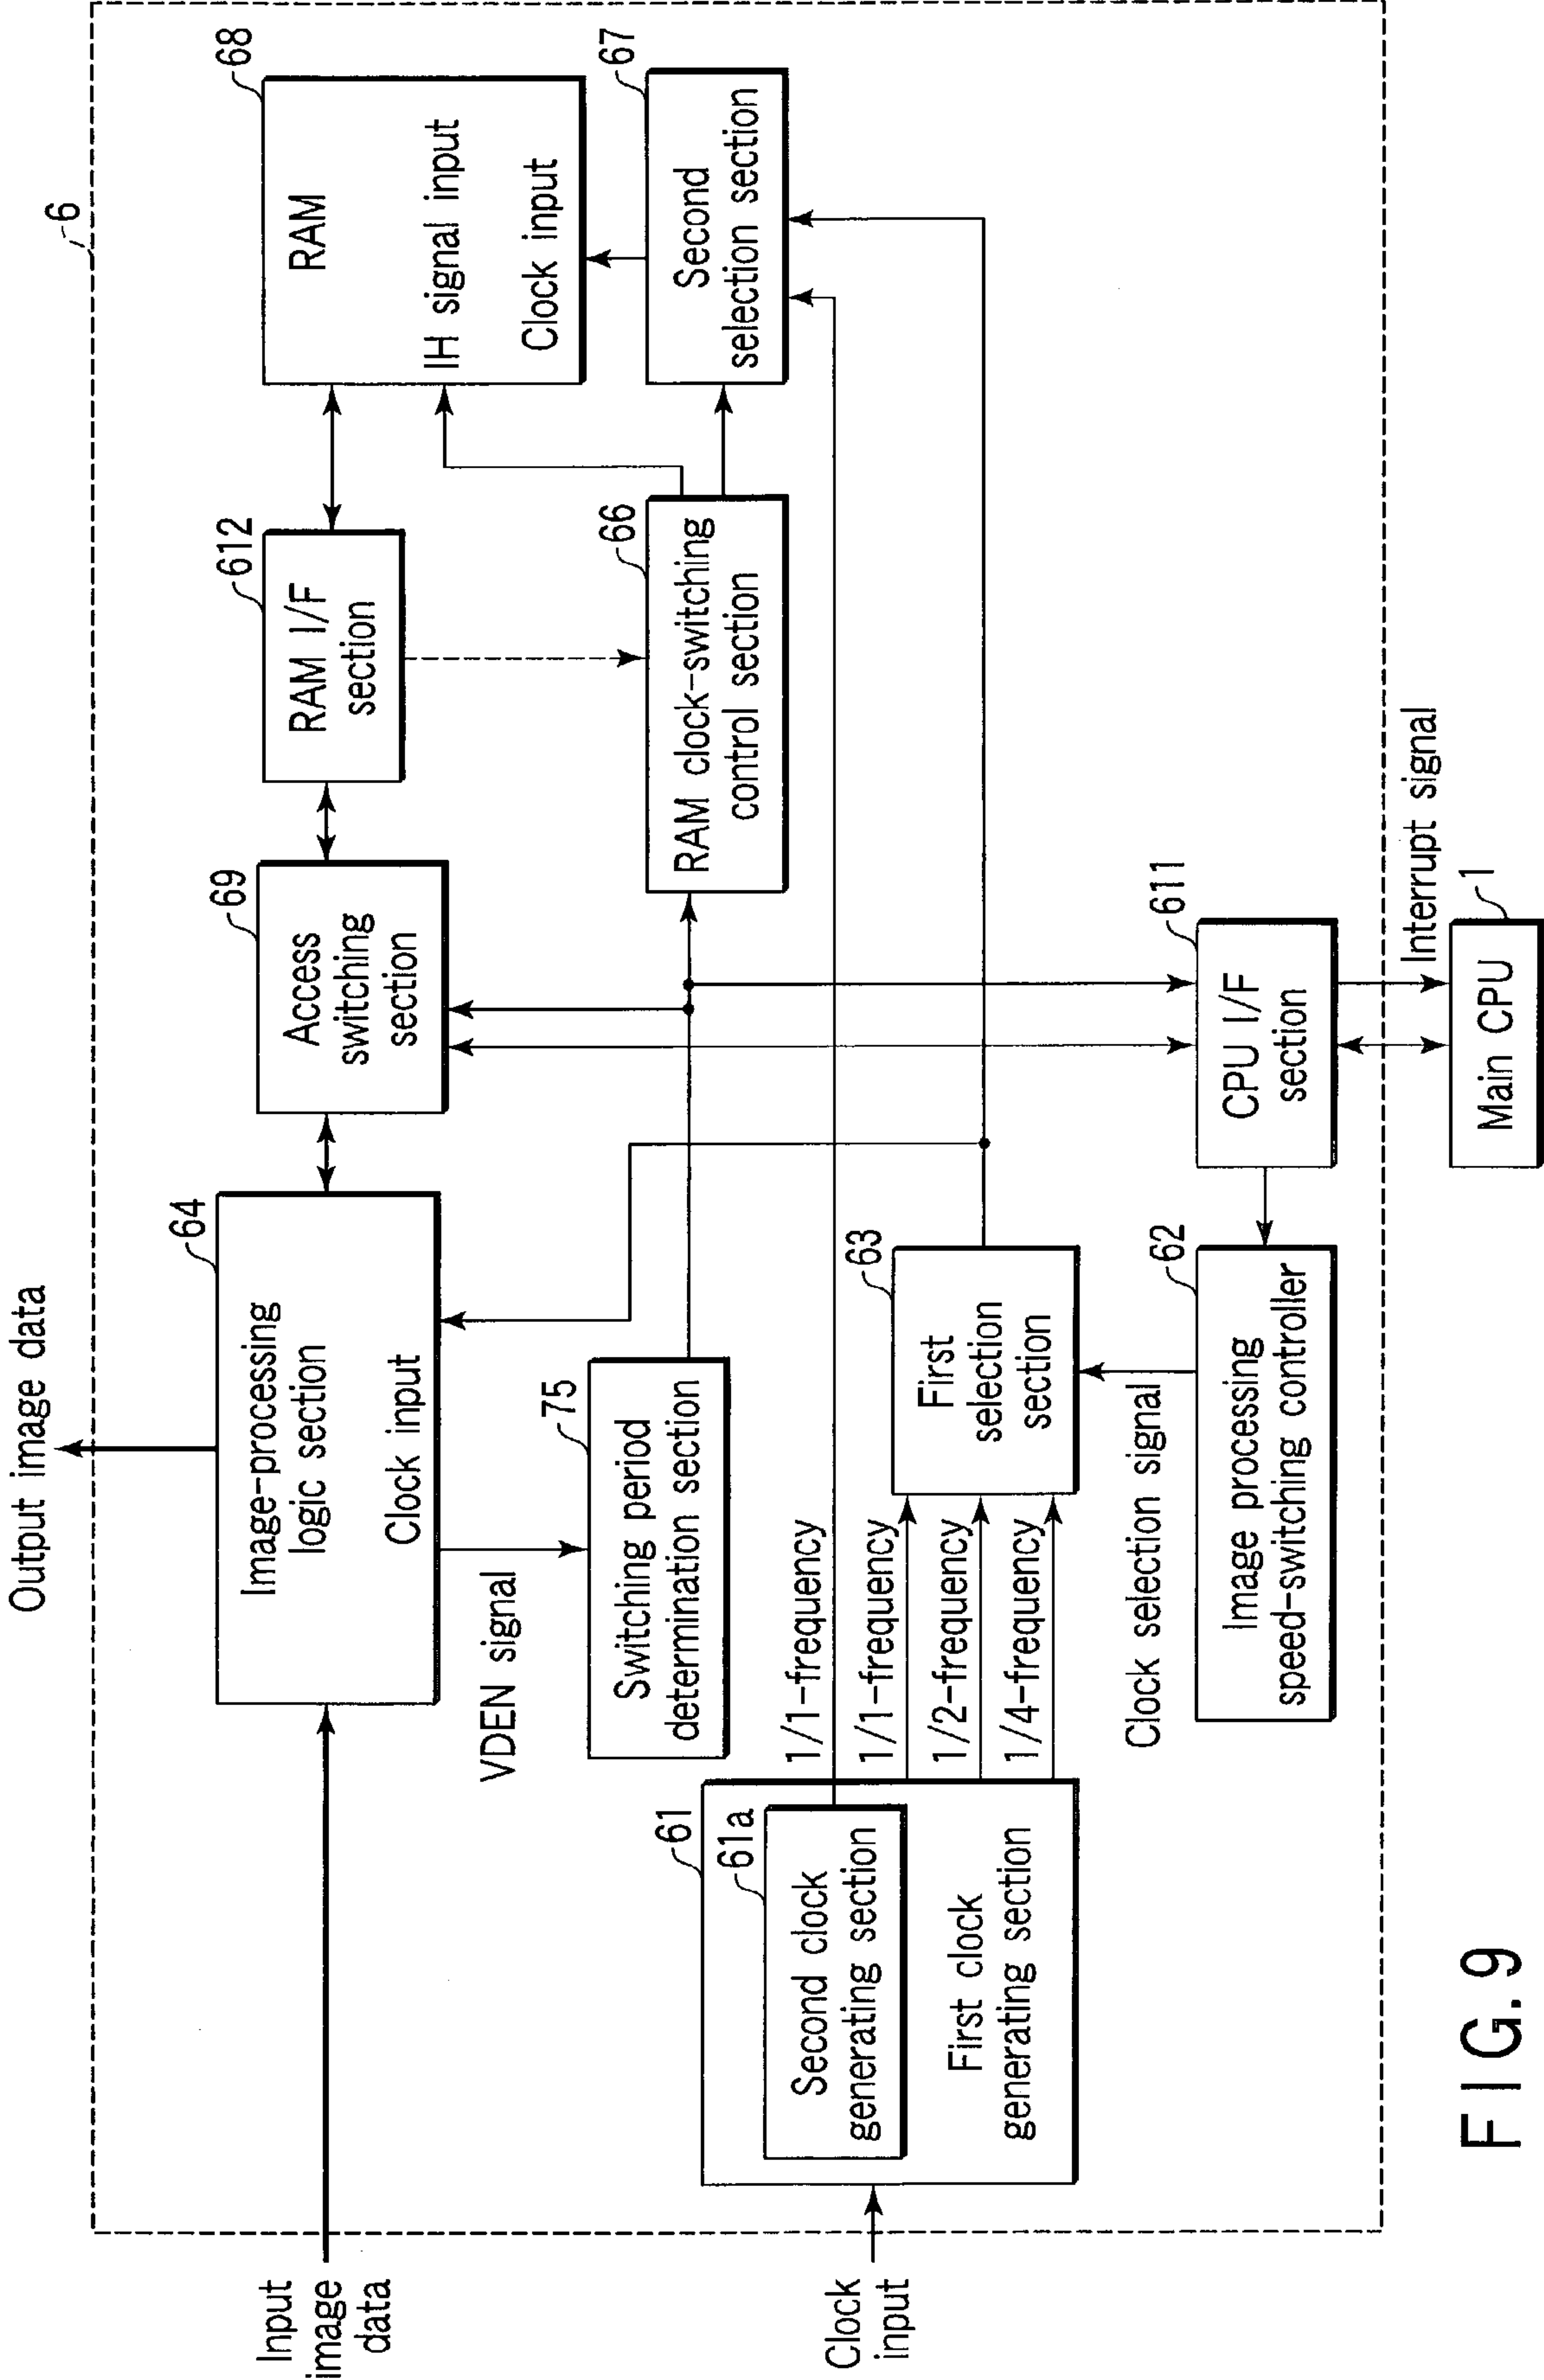 Output image data
6
Input
image
data
64
Image-processing
logic section
Clock input
69
Access
switching
section
612
RAM I/F
section
68
RAM
IH signal input
Clock input
VDEN signal
75
Switching period
determination section
66
RAM clock-switching
control section
67
Second
selection section
Clock
input
61
61a
Second clock
generating section
First clock
generating section
1/1-frequency
1/1-frequency
1/2-frequency
1/4-frequency
63
First
selection
section
Clock selection signal
62
Image processing
speed-switching controller
611
CPU I/F
section
Interrupt signal
1
Main CPU
FIG. 9